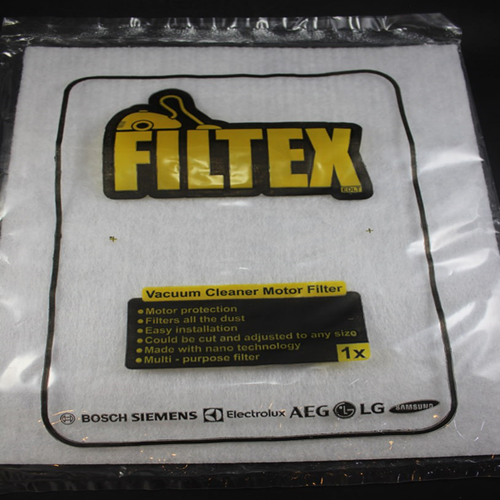 FILTEX
COLT
Vacuum Cleaner Motor Filter
• Motor protection
• Filters all the dust
• Easy installation
• Could be cut and adjusted to any size
• Made with nano technology
• Multi - purpose filter
1x
BOSCH SIEMENS Electrolux AEG LG SAMSUNG